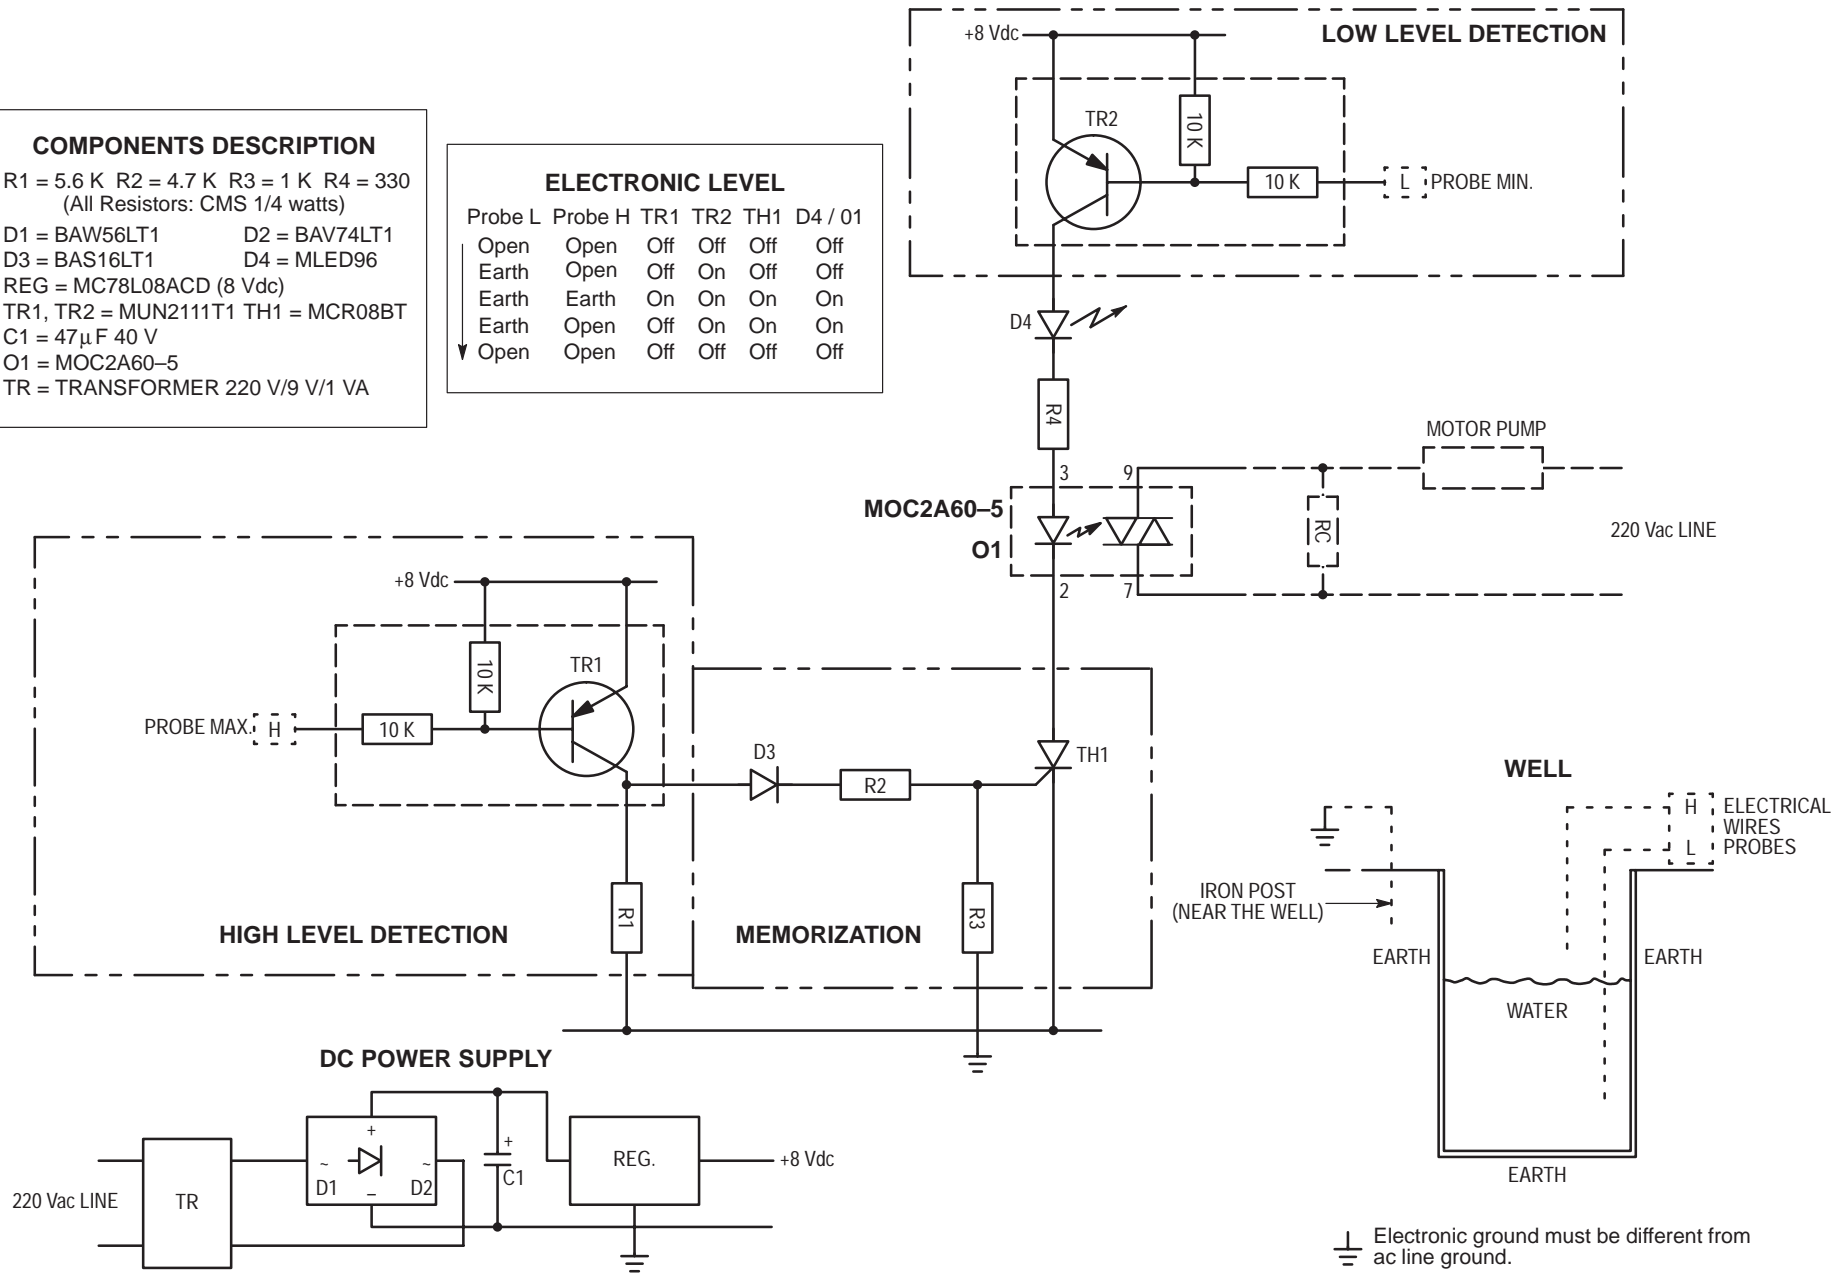 +8 Vdc
LOW LEVEL DETECTION
TR2
10 K
10 K
L
PROBE MIN.
COMPONENTS DESCRIPTION
R1 = 5.6 K R2 = 4.7 K R3 = 1 K R4 = 330
(All Resistors: CMS 1/4 watts)
D1 = BAW56LT1 D2 = BAV74LT1
D3 = BAS16LT1 D4 = MLED96
REG = MC78L08ACD (8 Vdc)
TR1, TR2 = MUN2111T1 TH1 = MCR08BT
C1 = 47µF 40 V
O1 = MOC2A60–5
TR = TRANSFORMER 220 V/9 V/1 VA
ELECTRONIC LEVEL
Probe L Probe H TR1 TR2 TH1 D4 / 01
Open Open Off Off Off Off
Earth Open Off On Off Off
Earth Earth On On On On
Earth Open Off On On On
Open Open Off Off Off Off
D4
R4
MOTOR PUMP
3
9
MOC2A60–5
O1
RC
220 Vac LINE
2
7
+8 Vdc
10 K
TR1
PROBE MAX.
H
10 K
D3
R2
TH1
R1
R3
HIGH LEVEL DETECTION
MEMORIZATION
WELL
H
L
ELECTRICAL
WIRES
PROBES
IRON POST
(NEAR THE WELL)
EARTH
EARTH
WATER
EARTH
DC POWER SUPPLY
220 Vac LINE
TR
+
~
~
D1
–
D2
+
C1
REG.
+8 Vdc
Electronic ground must be different from
ac line ground.